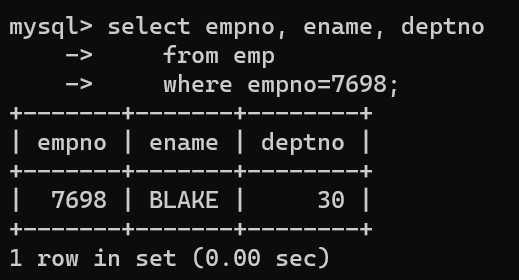 mysql> select empno, ename, deptno
    ->     from emp
    ->     where empno=7698;
+-------+-------+--------+
| empno | ename | deptno |
+-------+-------+--------+
|  7698 | BLAKE |     30 |
+-------+-------+--------+
1 row in set (0.00 sec)